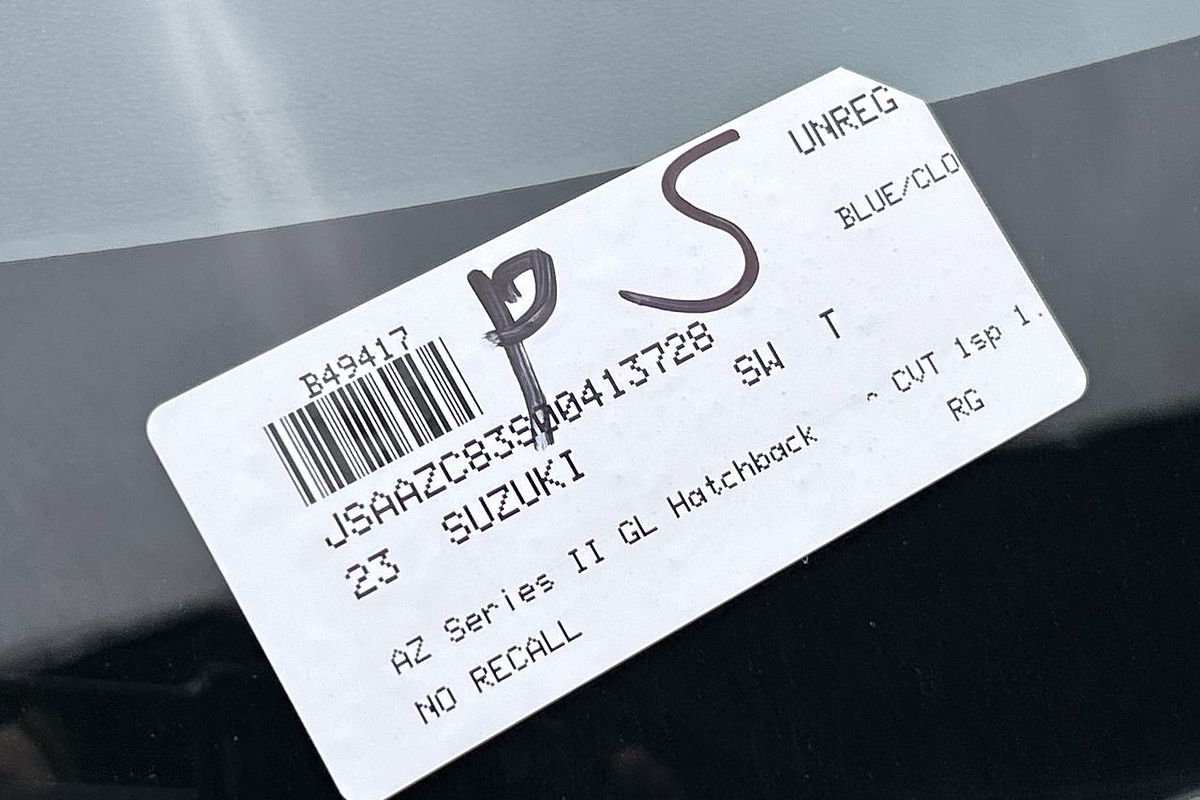 UNREG
P S
BLUE/CLO
B49417
JSAAZC83S00413728
SW T
23 SUZUKI
^ CVT 1sp 1.
AZ Series II GL Hatchback
RG
NO RECALL